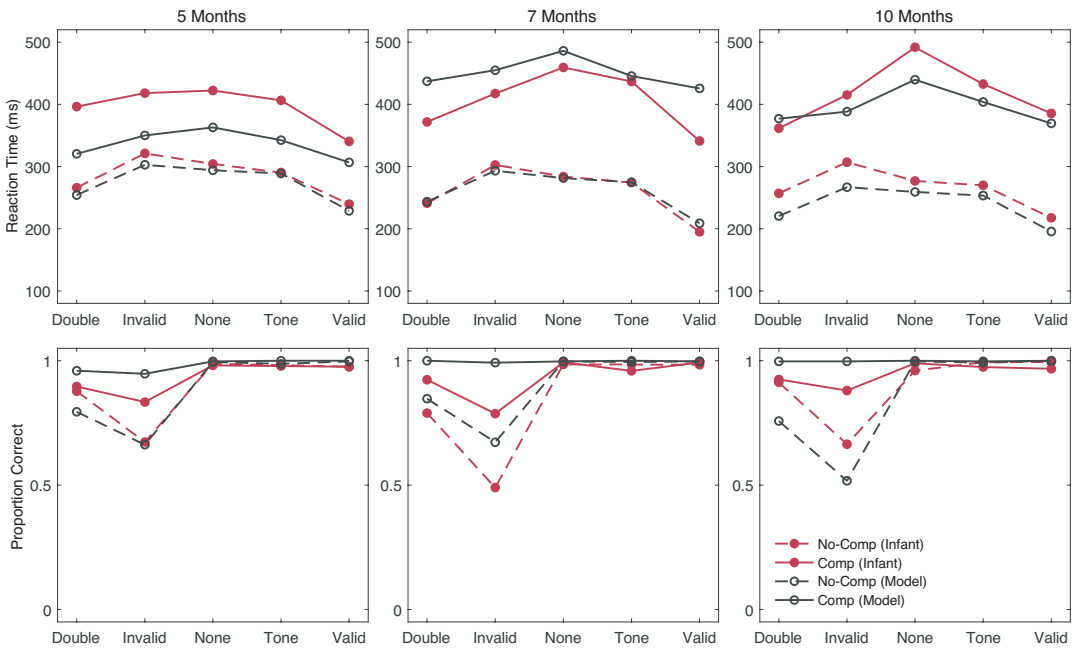 5 Months
7 Months
10 Months
Reaction Time (ms)
500
400
300
200
100
500
400
300
200
100
500
400
300
200
100
Double Invalid None Tone Valid
Double Invalid None Tone Valid
Double Invalid None Tone Valid
Proportion Correct
1
0.5
0
1
0.5
0
1
0.5
0
No-Comp (Infant)
Comp (Infant)
No-Comp (Model)
Comp (Model)
Double Invalid None Tone Valid
Double Invalid None Tone Valid
Double Invalid None Tone Valid